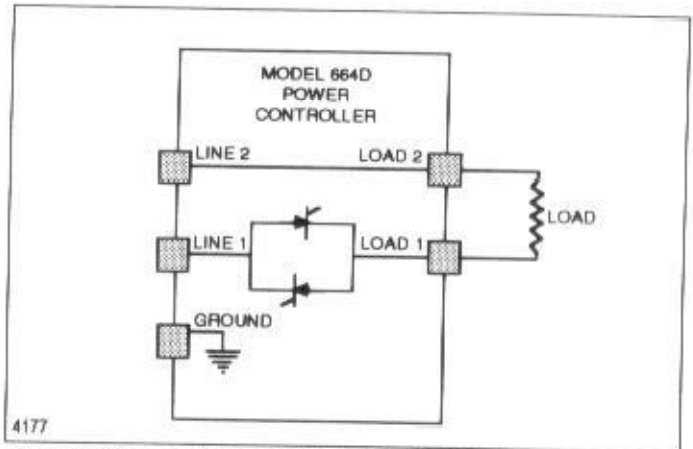 MODEL 664D
POWER
CONTROLLER
LINE 2
LOAD 2
LOAD
LINE 1
LOAD 1
GROUND
4177